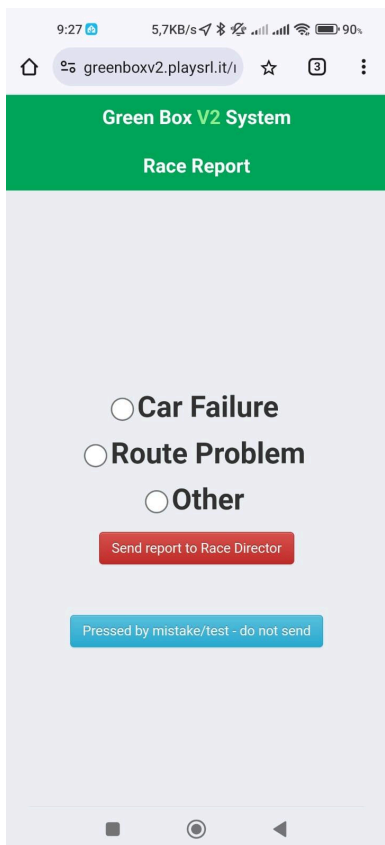 9:27 5,7KB/s 90%
greenboxv2.playsrl.it/r 3
Green Box V2 System
Race Report
Car Failure
Route Problem
Other
Send report to Race Director
Pressed by mistake/test - do not send